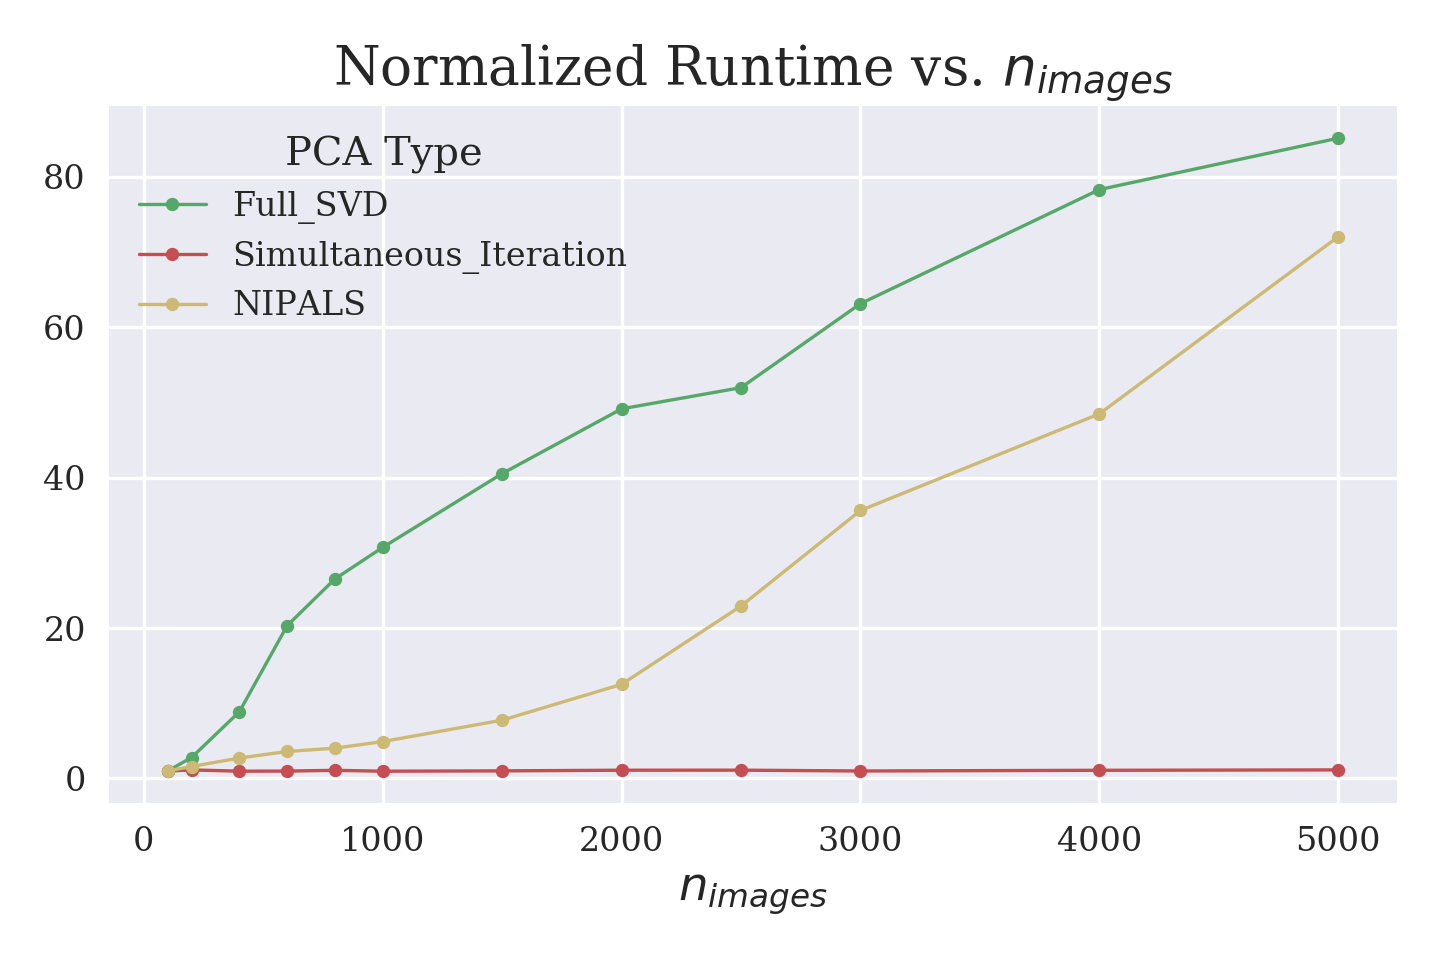 Normalized Runtime vs. n_images
PCA Type
Full_SVD
Simultaneous_Iteration
NIPALS
80
60
40
20
0
0 1000 2000 3000 4000 5000
n_images